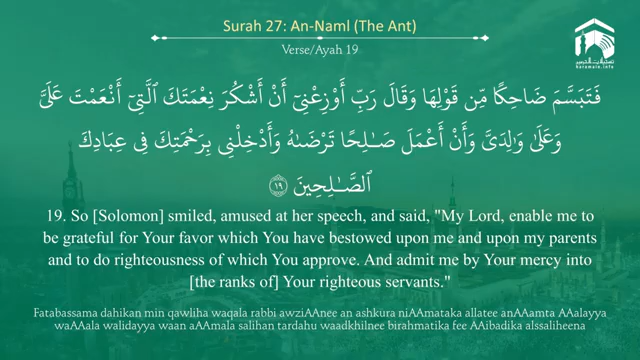 Surah 27: An-Naml (The Ant)
Verse/Ayah 19
haramain.info
فَتَبَسَّمَ ضَاحِكًا مِّن قَوْلِهَا وَقَالَ رَبِّ أَوْزِعْنِىٓ أَنْ أَشْكُرَ نِعْمَتَكَ ٱلَّتِىٓ أَنْعَمْتَ عَلَىَّ
وَعَلَىٰ وَٰلِدَىَّ وَأَنْ أَعْمَلَ صَـٰلِحًا تَرْضَىٰهُ وَأَدْخِلْنِى بِرَحْمَتِكَ فِى عِبَادِكَ
ٱلصَّـٰلِحِينَ ١٩
19. So [Solomon] smiled, amused at her speech, and said, "My Lord, enable me to
be grateful for Your favor which You have bestowed upon me and upon my parents
and to do righteousness of which You approve. And admit me by Your mercy into
[the ranks of] Your righteous servants."
Fatabassama dahikan min qawliha waqala rabbi awziAAnee an ashkura niAAmataka allatee anAAamta AAalayya
waAAala walidayya waan aAAmala salihan tardahu waadkhilnee birahmatika fee AAibadika alssaliheena